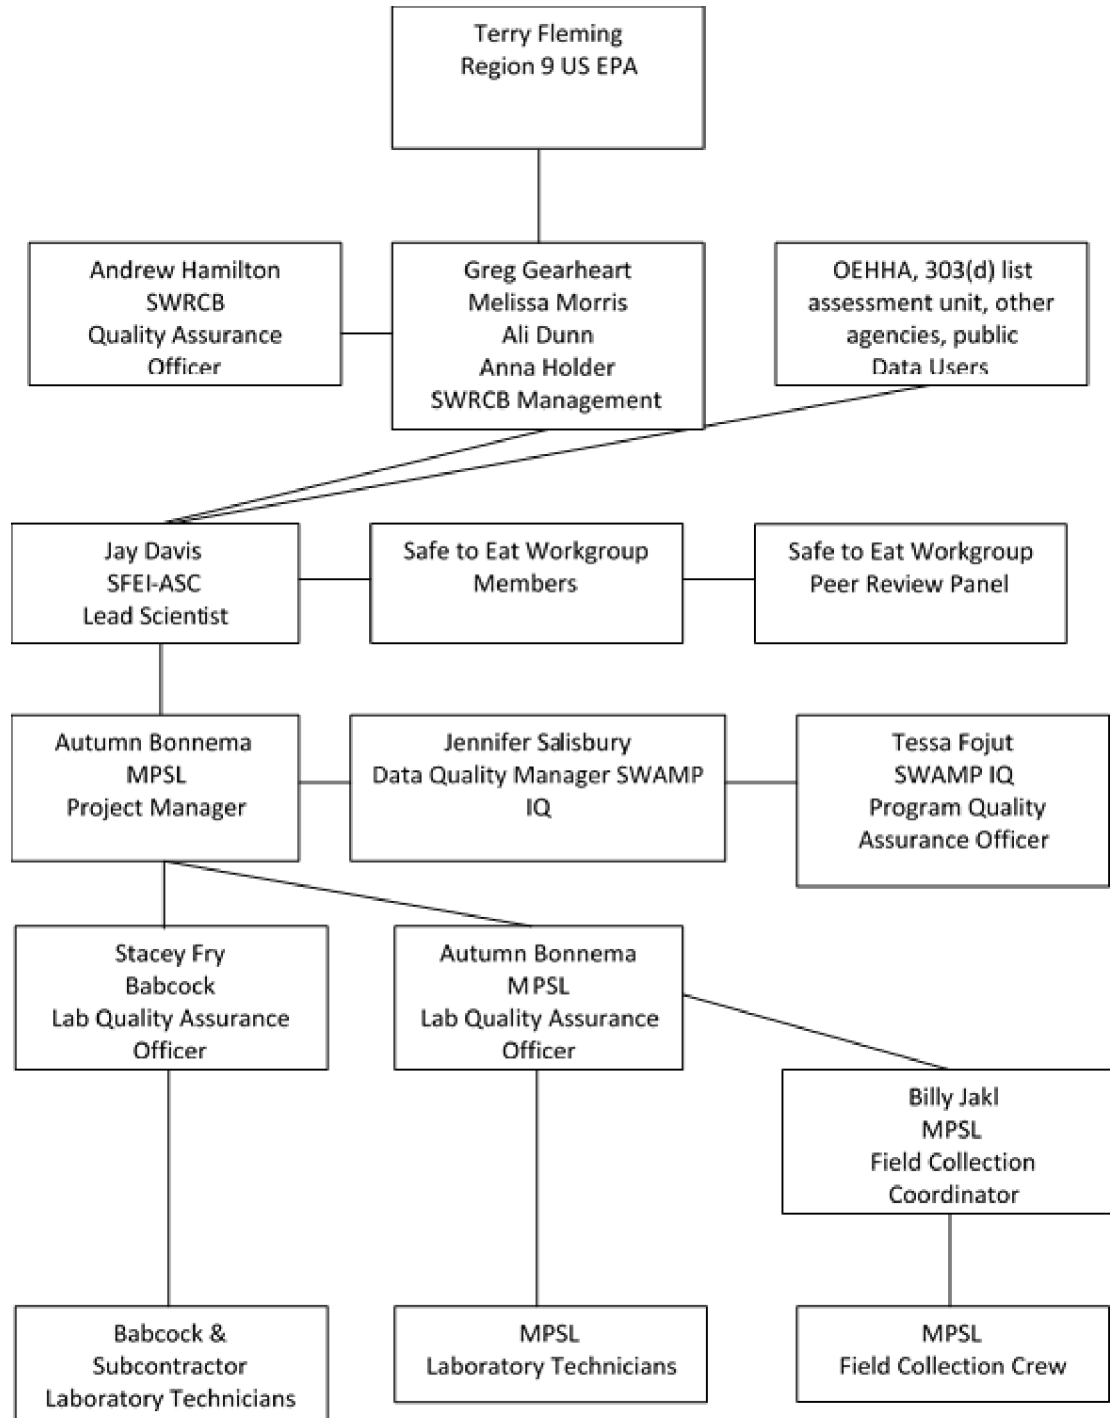 Terry Fleming
Region 9 US EPA
Andrew Hamilton
SWRCB
Quality Assurance
Officer
Greg Gearheart
Melissa Morris
Ali Dunn
Anna Holder
SWRCB Management
OEHHA, 303(d) list
assessment unit, other
agencies, public
Data Users
Jay Davis
SFEI-ASC
Lead Scientist
Safe to Eat Workgroup
Members
Safe to Eat Workgroup
Peer Review Panel
Autumn Bonnema
MPSL
Project Manager
Jennifer Salisbury
Data Quality Manager SWAMP
IQ
Tessa Fojut
SWAMP IQ
Program Quality
Assurance Officer
Stacey Fry
Babcock
Lab Quality Assurance
Officer
Autumn Bonnema
MPSL
Lab Quality Assurance
Officer
Billy Jakl
MPSL
Field Collection
Coordinator
Babcock &
Subcontractor
Laboratory Technicians
MPSL
Laboratory Technicians
MPSL
Field Collection Crew